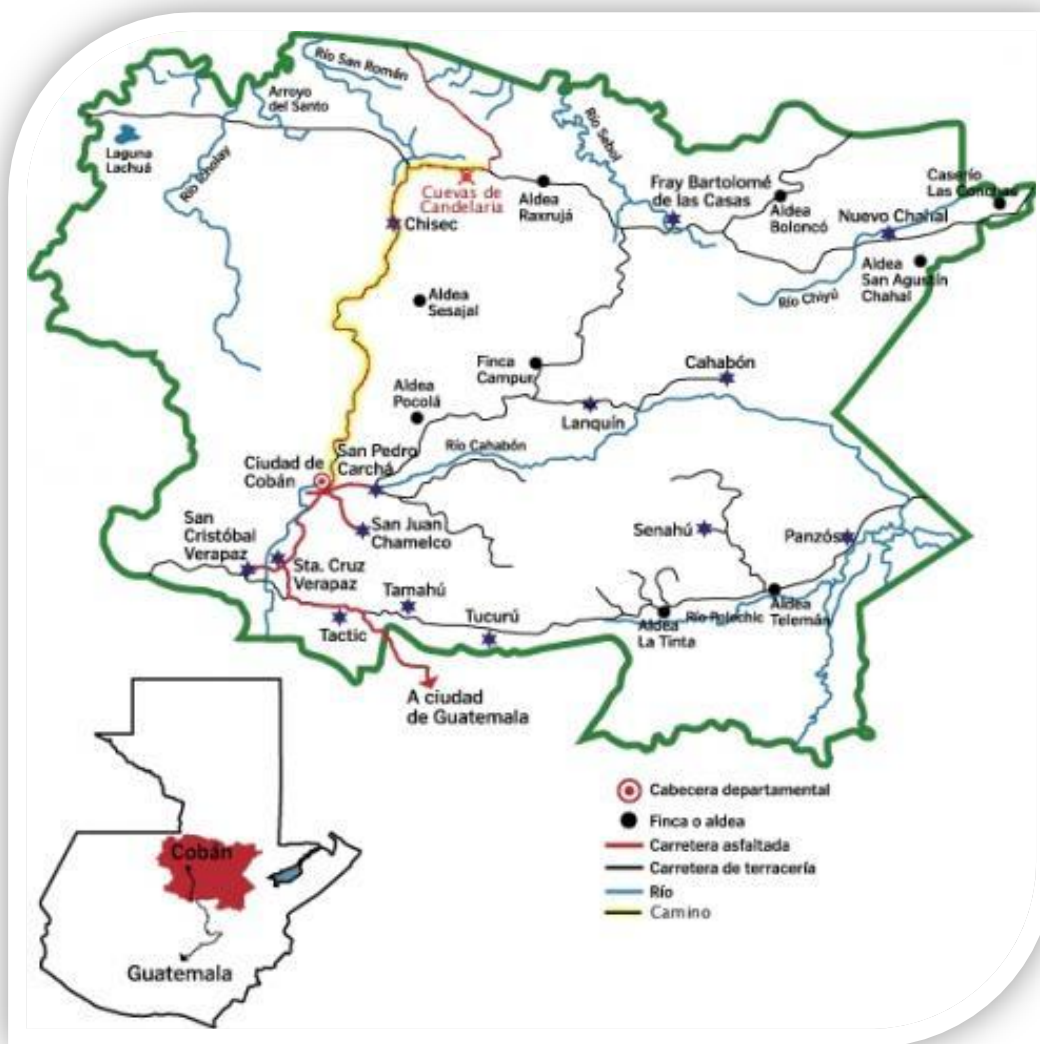 Río San Román
Arroyo
del Santo
Río Sebol
Laguna
Lachuá
Río Icholay
Cuevas de
Candelaria
Aldea
Raxrujá
Fray Bartolomé
de las Casas
Aldea
Boloncó
Caserío
Las Conchas
Nuevo Chahal
Chisec
Aldea
San Agustín
Chahal
Río Chiyú
Aldea
Sesajal
Finca
Campur
Cahabón
Aldea
Pocolá
Lanquín
Río Cahabón
San Pedro
Carchá
Ciudad de
Cobán
San
Cristóbal
Verapaz
San Juan
Chamelco
Senahú
Panzós
Sta. Cruz
Verapaz
Tamahú
Tactic
Tucurú
Aldea
La Tinta
Río Polochic
Aldea
Telemán
A ciudad
de Guatemala
Cabecera departamental
Finca o aldea
Carretera asfaltada
Carretera de terracería
Río
Camino
Cobán
Guatemala